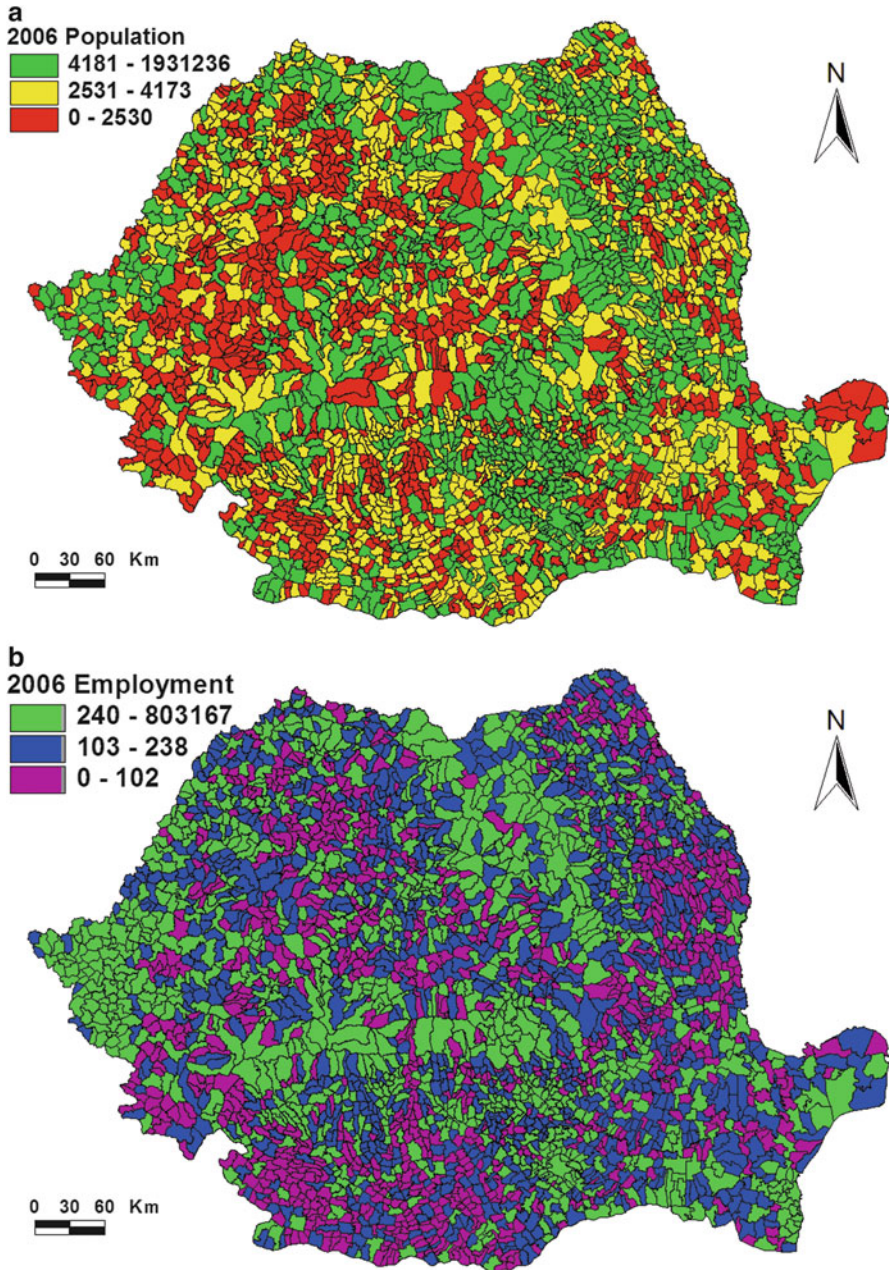 a
2006 Population
4181 - 1931236
2531 - 4173
0 - 2530
N
0 30 60 Km
b
2006 Employment
240 - 803167
103 - 238
0 - 102
N
0 30 60 Km